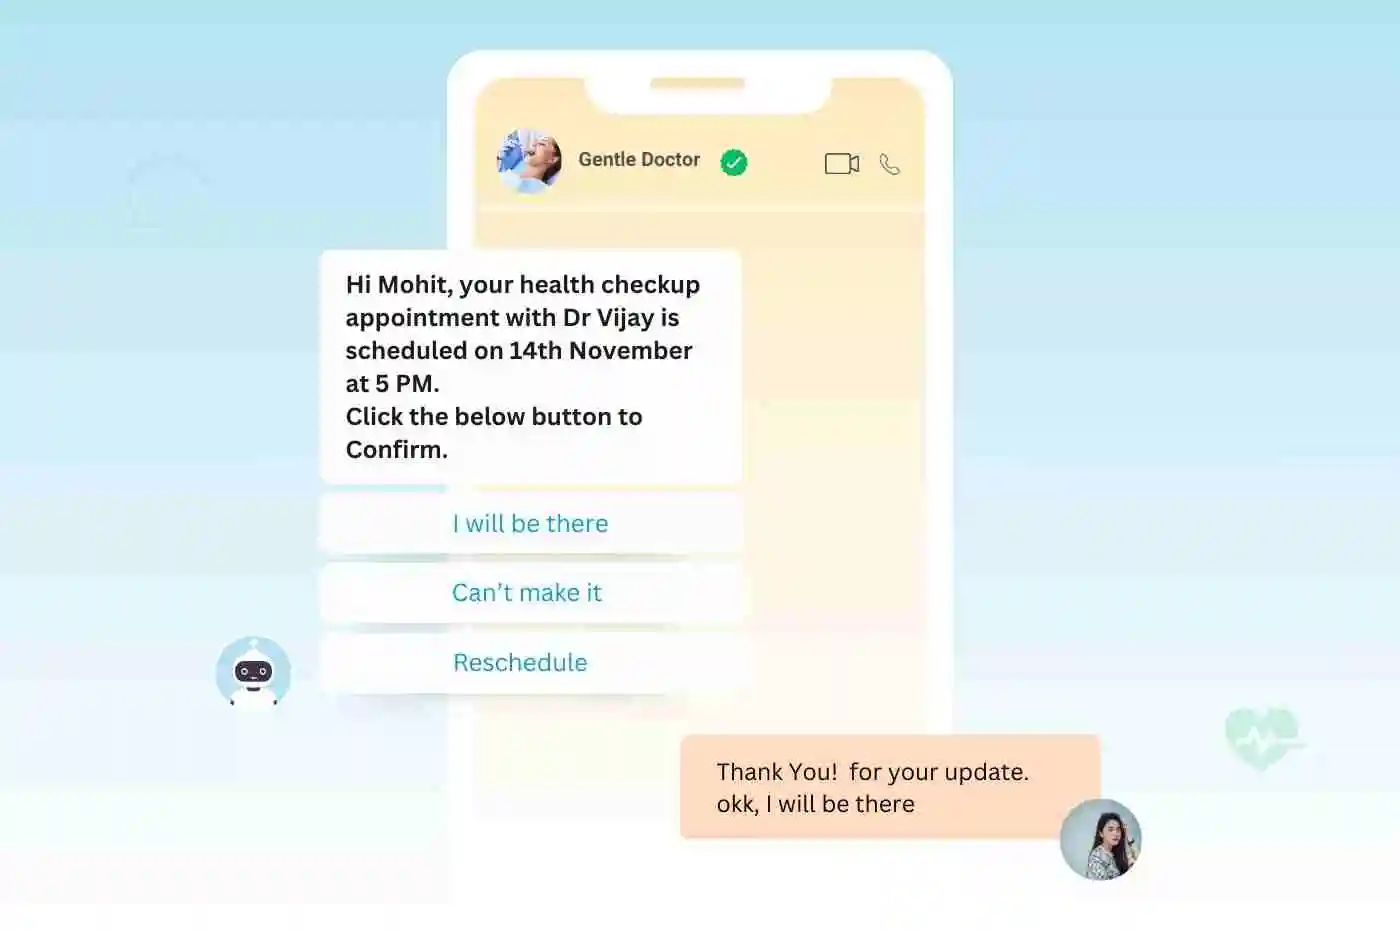 Gentle Doctor
Hi Mohit, your health checkup
appointment with Dr Vijay is
scheduled on 14th November
at 5 PM.
Click the below button to
Confirm.
I will be there
Can’t make it
Reschedule
Thank You!  for your update.
okk, I will be there